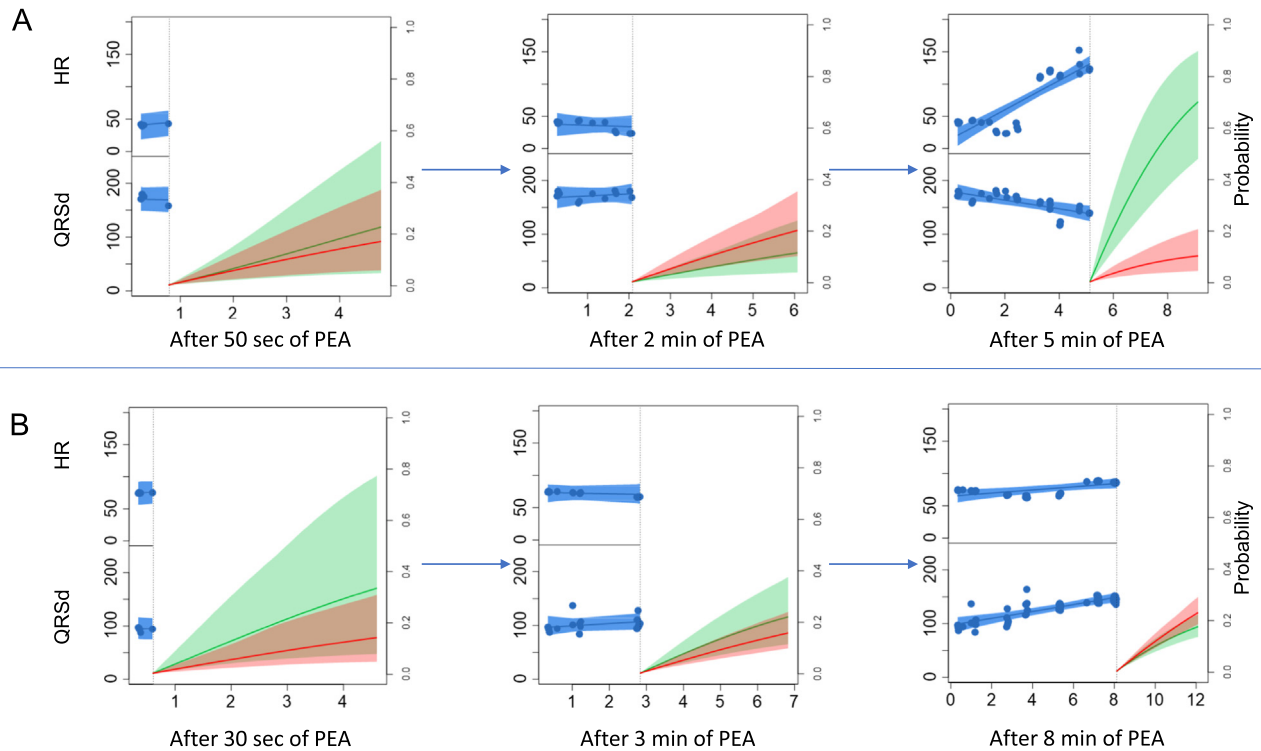 A
HR
QRSd
0 50 150
0 100 200
0.0 0.2 0.4 0.6 0.8 1.0
1 2 3 4
After 50 sec of PEA
0 50 150
0 100 200
0.0 0.2 0.4 0.6 0.8 1.0
1 2 3 4 5 6
After 2 min of PEA
0 50 150
0 100 200
0.0 0.2 0.4 0.6 0.8 1.0
Probability
0 2 4 6 8
After 5 min of PEA
B
HR
QRSd
0 50 150
0 100 200
0.0 0.2 0.4 0.6 0.8 1.0
1 2 3 4
After 30 sec of PEA
0 50 150
0 100 200
0.0 0.2 0.4 0.6 0.8 1.0
1 2 3 4 5 6 7
After 3 min of PEA
0 50 150
0 100 200
0.0 0.2 0.4 0.6 0.8 1.0
Probability
0 2 4 6 8 10 12
After 8 min of PEA